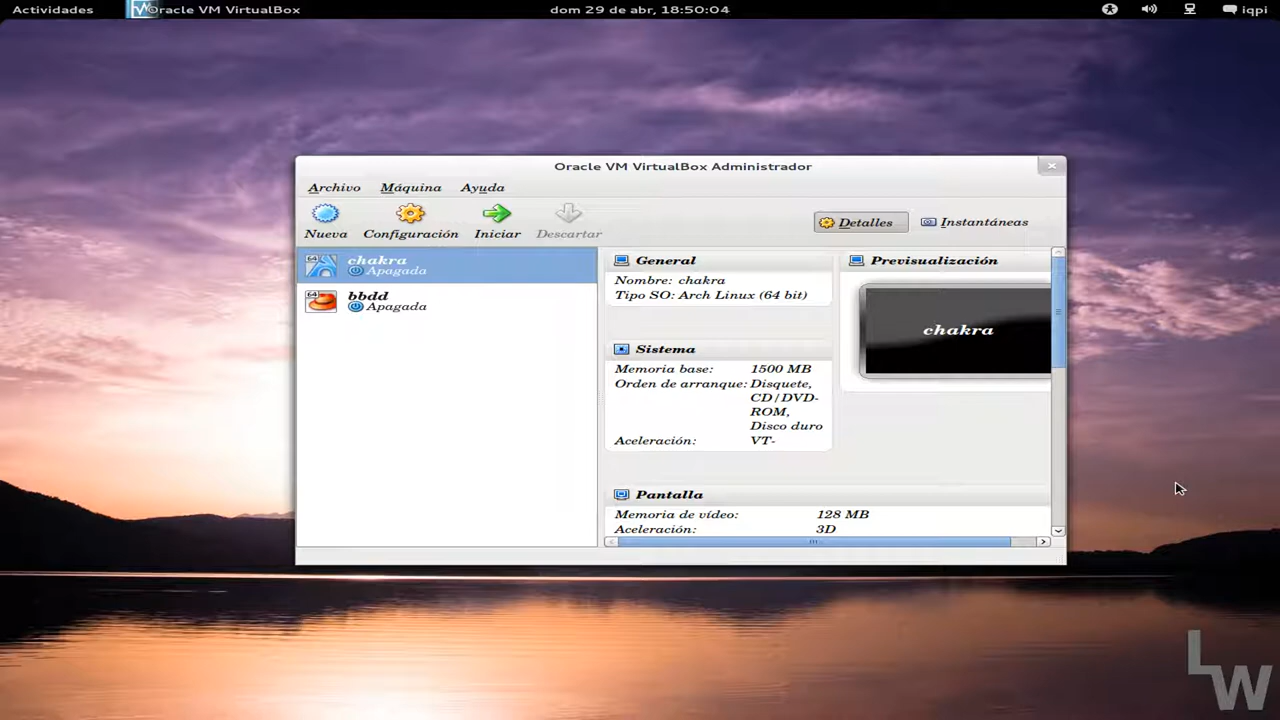 Actividades Oracle VM VirtualBox dom 29 de abr, 18:50:04 iqpi
Oracle VM VirtualBox Administrador
Archivo Máquina Ayuda
Nueva Configuración Iniciar Descartar Detalles Instantáneas
64 chakra
Apagada
64 bbdd
Apagada
General
Nombre: chakra
Tipo SO: Arch Linux (64 bit)
Previsualización
chakra
Sistema
Memoria base: 1500 MB
Orden de arranque: Disquete,
CD/DVD-
ROM,
Disco duro
Aceleración: VT-
Pantalla
Memoria de vídeo: 128 MB
Aceleración: 3D
LW